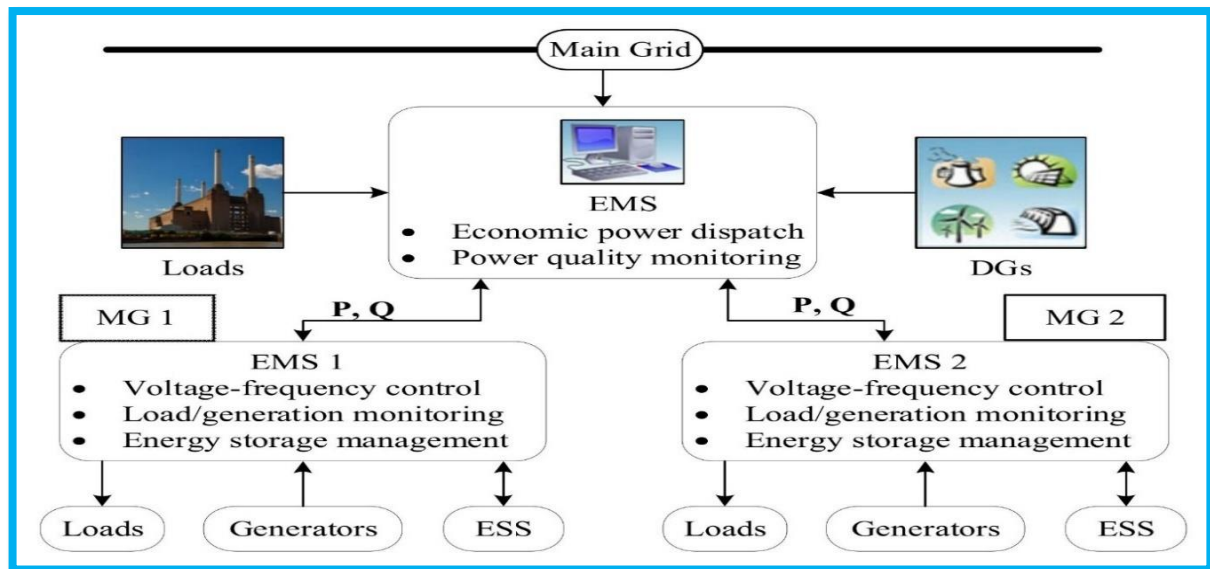 Main Grid
EMS
• Economic power dispatch
• Power quality monitoring
Loads
DGs
P, Q
P, Q
MG 1
MG 2
EMS 1
• Voltage-frequency control
• Load/generation monitoring
• Energy storage management
EMS 2
• Voltage-frequency control
• Load/generation monitoring
• Energy storage management
Loads
Generators
ESS
Loads
Generators
ESS